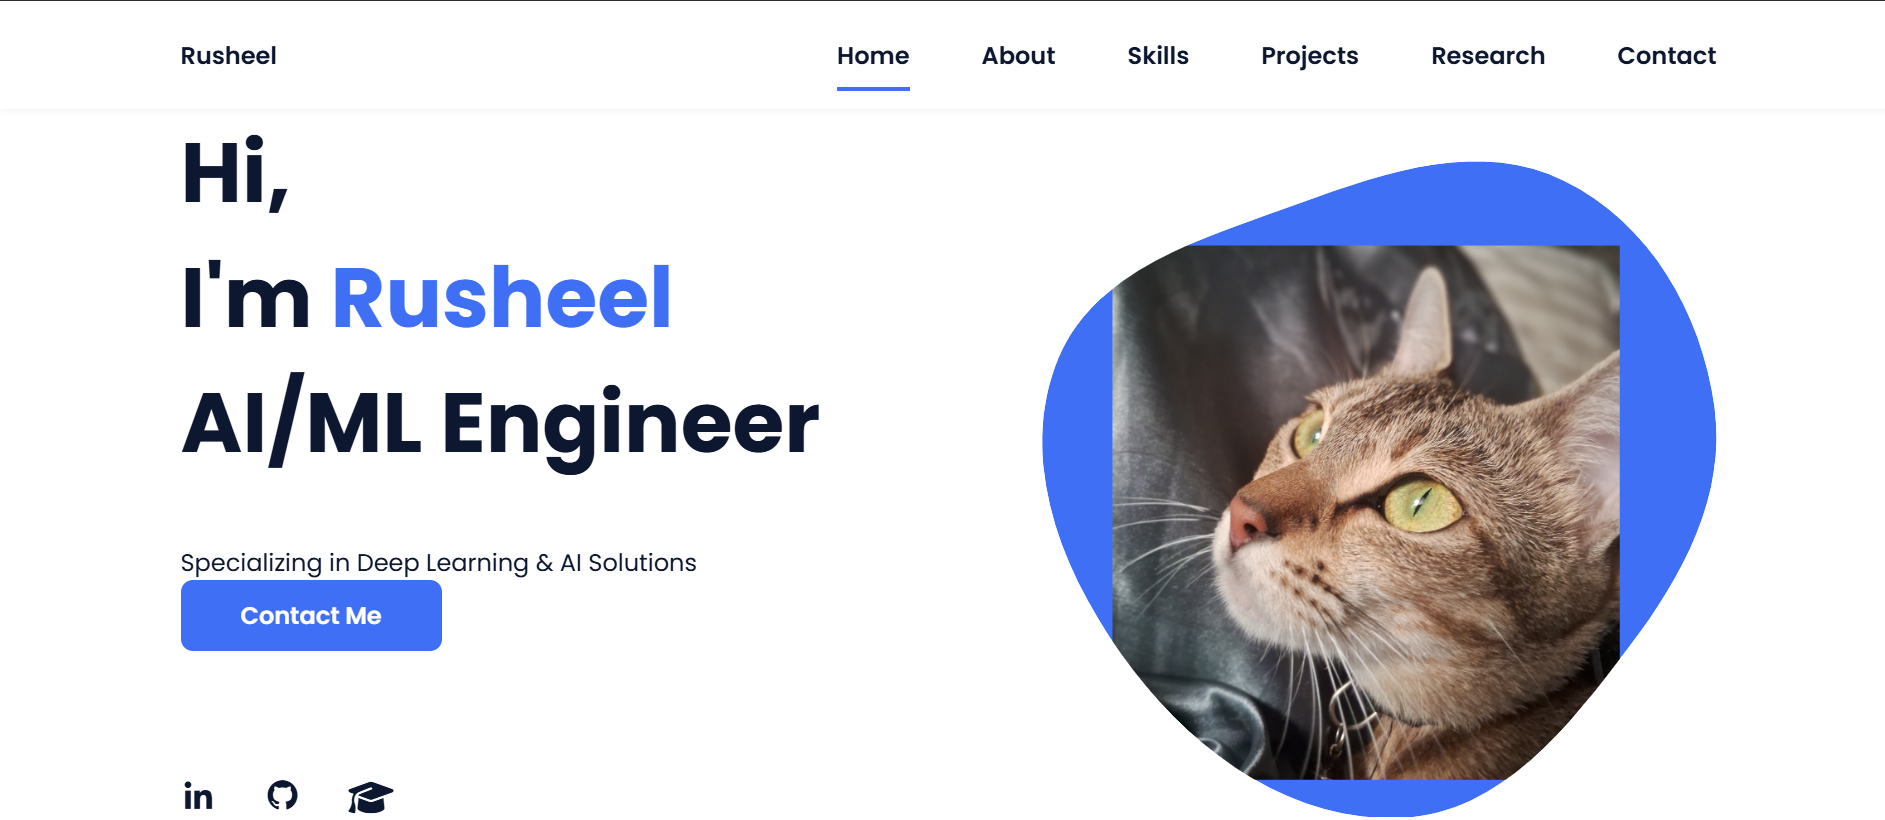 Rusheel
Home About Skills Projects Research Contact
Hi,
I'm Rusheel
AI/ML Engineer
Specializing in Deep Learning & AI Solutions
Contact Me
in